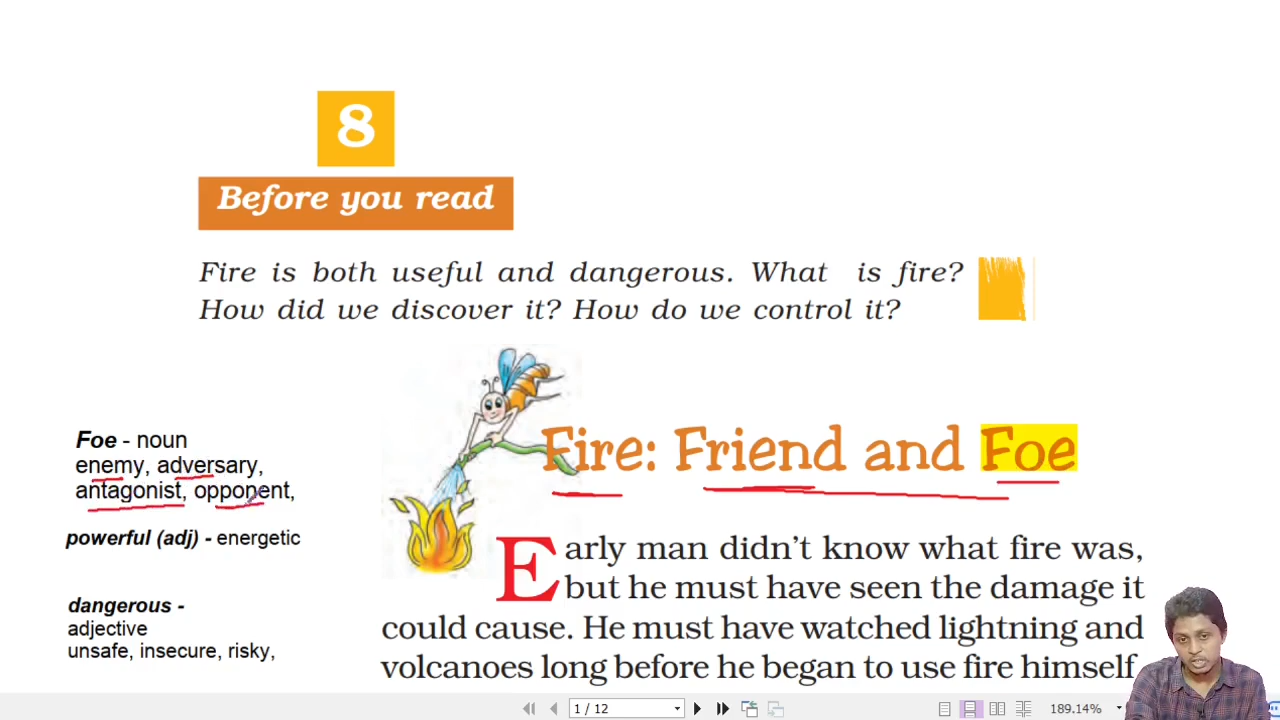 8
Before you read
Fire is both useful and dangerous. What is fire?
How did we discover it? How do we control it?
Foe - noun
enemy, adversary,
antagonist, opponent,
powerful (adj) - energetic
dangerous -
adjective
unsafe, insecure, risky,
Fire: Friend and Foe
Early man didn't know what fire was,
but he must have seen the damage it
could cause. He must have watched lightning and
volcanoes long before he began to use fire himself
1 / 12
189.14%